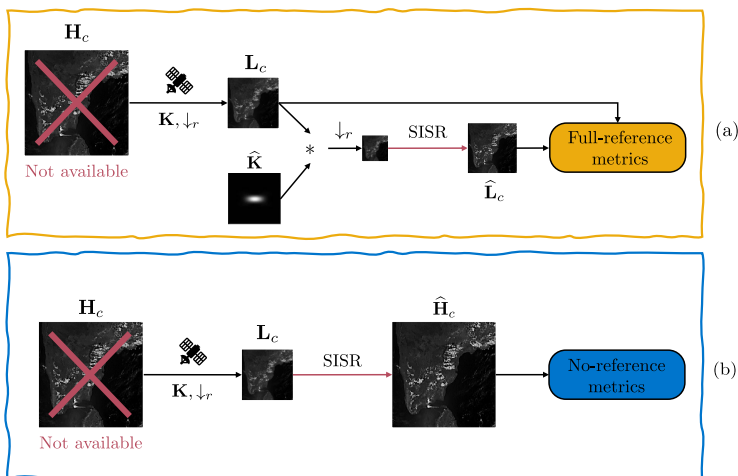 H_c
L_c
K, ↓_r
↓_r
SISR
Full-reference
metrics
(a)
K̂
*
Not available
L̂_c
H_c
Ĥ_c
L_c
SISR
No-reference
metrics
(b)
K, ↓_r
Not available